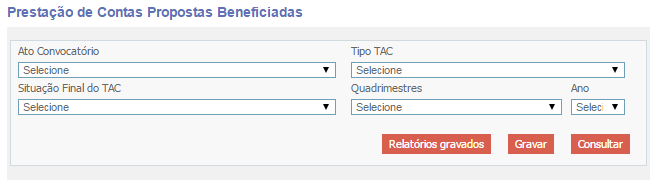 Prestação de Contas Propostas Beneficiadas
Ato Convocatório Tipo TAC
Selecione Selecione
Situação Final do TAC Quadrimestres Ano
Selecione Selecione Seleci
Relatórios gravados Gravar Consultar